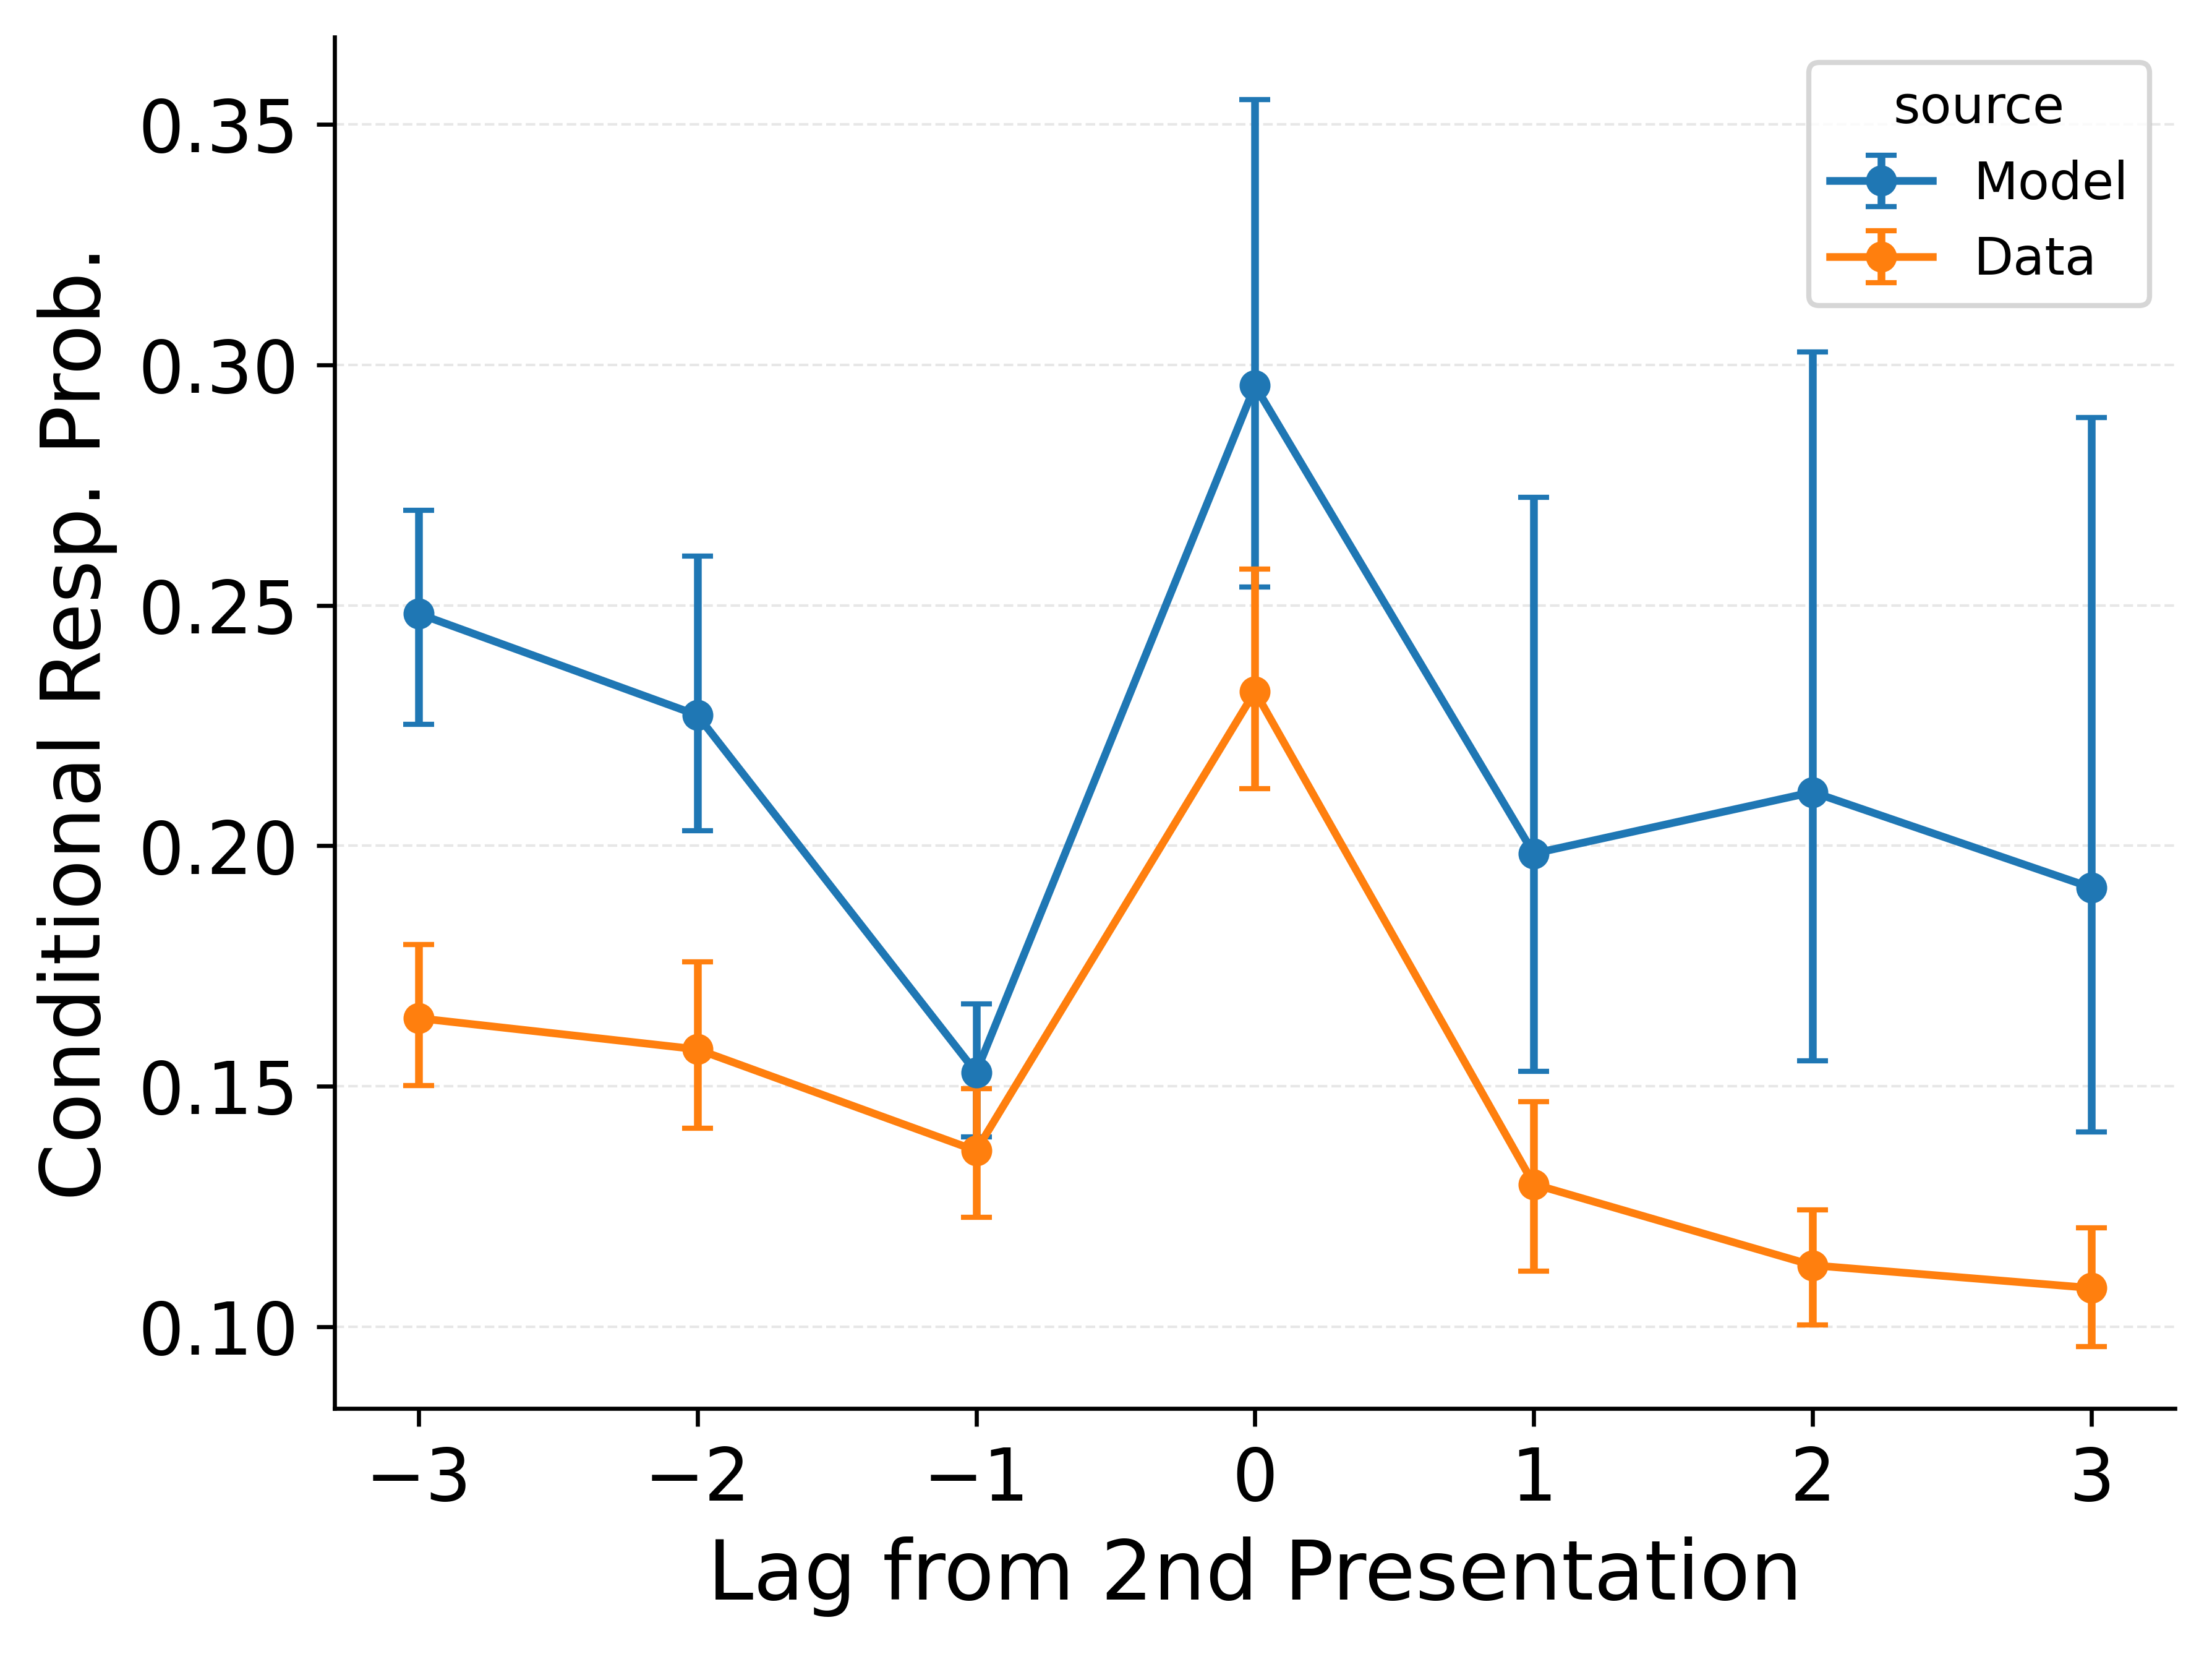 source
Model
Data
Conditional Resp. Prob.
0.35
0.30
0.25
0.20
0.15
0.10
−3 −2 −1 0 1 2 3
Lag from 2nd Presentation